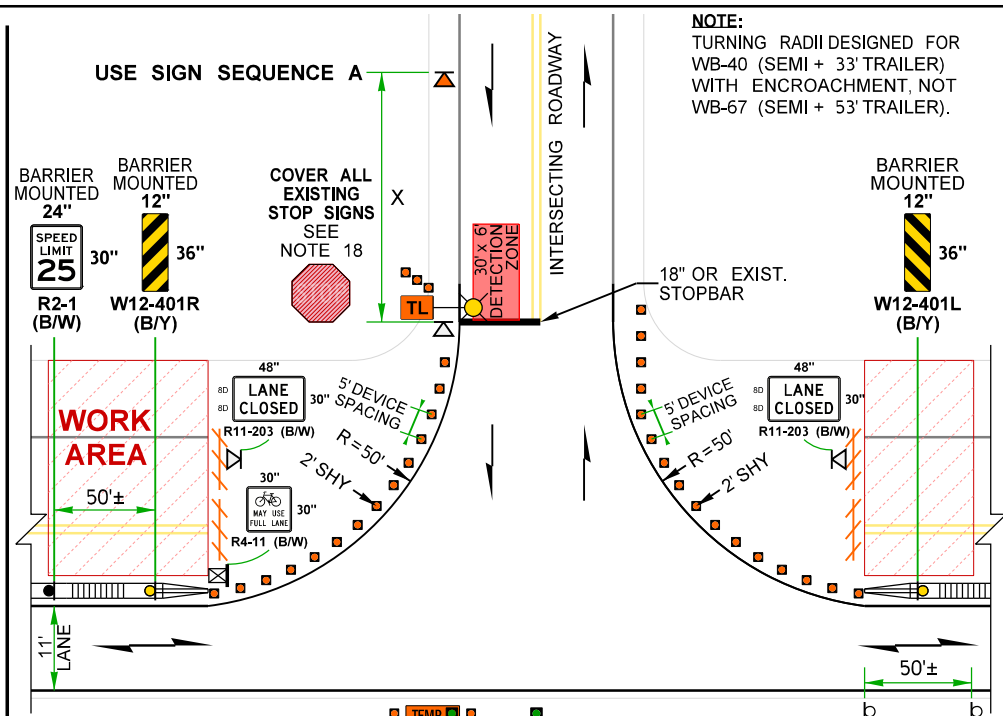 NOTE:
TURNING RADII DESIGNED FOR
WB-40 (SEMI + 33' TRAILER)
WITH ENCROACHMENT, NOT
WB-67 (SEMI + 53' TRAILER).
USE SIGN SEQUENCE A
INTERSECTING ROADWAY
BARRIER
MOUNTED
24"
SPEED
LIMIT
25
30"
R2-1
(B/W)
BARRIER
MOUNTED
12"
36"
W12-401R
(B/Y)
COVER ALL
EXISTING
STOP SIGNS
SEE
NOTE 18
STOP
X
TL
30' x 6'
DETECTION
ZONE
18" OR EXIST.
STOPBAR
BARRIER
MOUNTED
12"
36"
W12-401L
(B/Y)
WORK
AREA
50'±
48"
8D
8D
LANE
CLOSED
30"
R11-203 (B/W)
30"
MAY USE
FULL LANE
30"
R4-11 (B/W)
5' DEVICE
SPACING
R=50'
2' SHY
5' DEVICE
SPACING
R=50'
2' SHY
48"
8D
8D
LANE
CLOSED
30"
R11-203 (B/W)
11'
LANE
50'±
TEMP